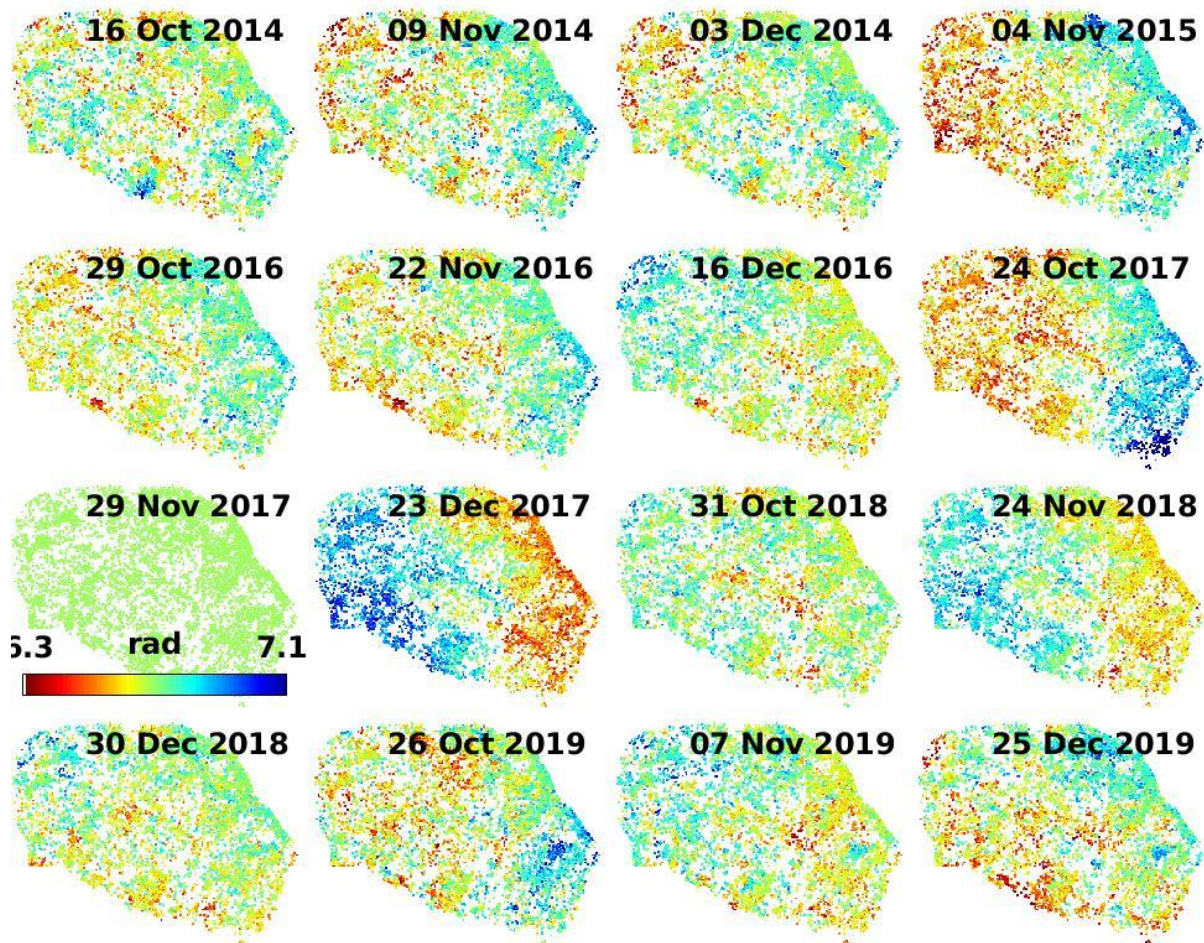 16 Oct 2014
09 Nov 2014
03 Dec 2014
04 Nov 2015
29 Oct 2016
22 Nov 2016
16 Dec 2016
24 Oct 2017
29 Nov 2017
23 Dec 2017
31 Oct 2018
24 Nov 2018
rad
7.1
30 Dec 2018
26 Oct 2019
07 Nov 2019
25 Dec 2019